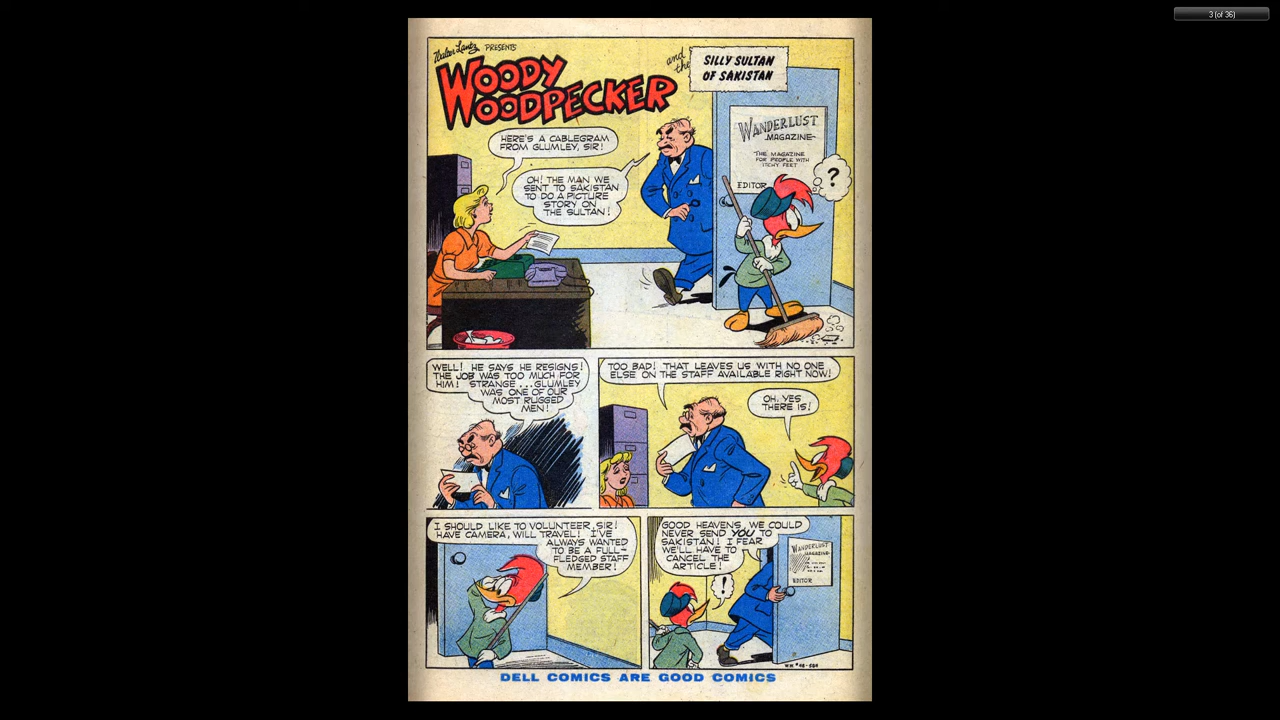 3 (of 36)
Walter Lantz PRESENTS
WOODY
WOODPECKER
and
the
SILLY SULTAN
OF SAKISTAN
HERE'S A CABLEGRAM
FROM GLUMLEY, SIR!
OH! THE MAN WE
SENT TO SAKISTAN
TO DO A PICTURE
STORY ON
THE SULTAN!
WANDERLUST
MAGAZINE
THE MAGAZINE
FOR PEOPLE WITH
ITCHY FEET
EDITOR
?
WELL! HE SAYS HE RESIGNS!
THE JOB WAS TOO MUCH FOR
HIM! STRANGE...GLUMLEY
WAS ONE OF OUR
MOST RUGGED
MEN!
TOO BAD! THAT LEAVES US WITH NO ONE
ELSE ON THE STAFF AVAILABLE RIGHT NOW!
OH, YES
THERE IS!
I SHOULD LIKE TO VOLUNTEER, SIR!
HAVE CAMERA, WILL TRAVEL! I'VE
ALWAYS WANTED
TO BE A FULL-
FLEDGED STAFF
MEMBER!
GOOD HEAVENS, WE COULD
NEVER SEND YOU TO
SAKISTAN! I FEAR
WE'LL HAVE TO
CANCEL THE
ARTICLE!
!
WANDERLUST
MAGAZINE
EDITOR
DELL COMICS ARE GOOD COMICS